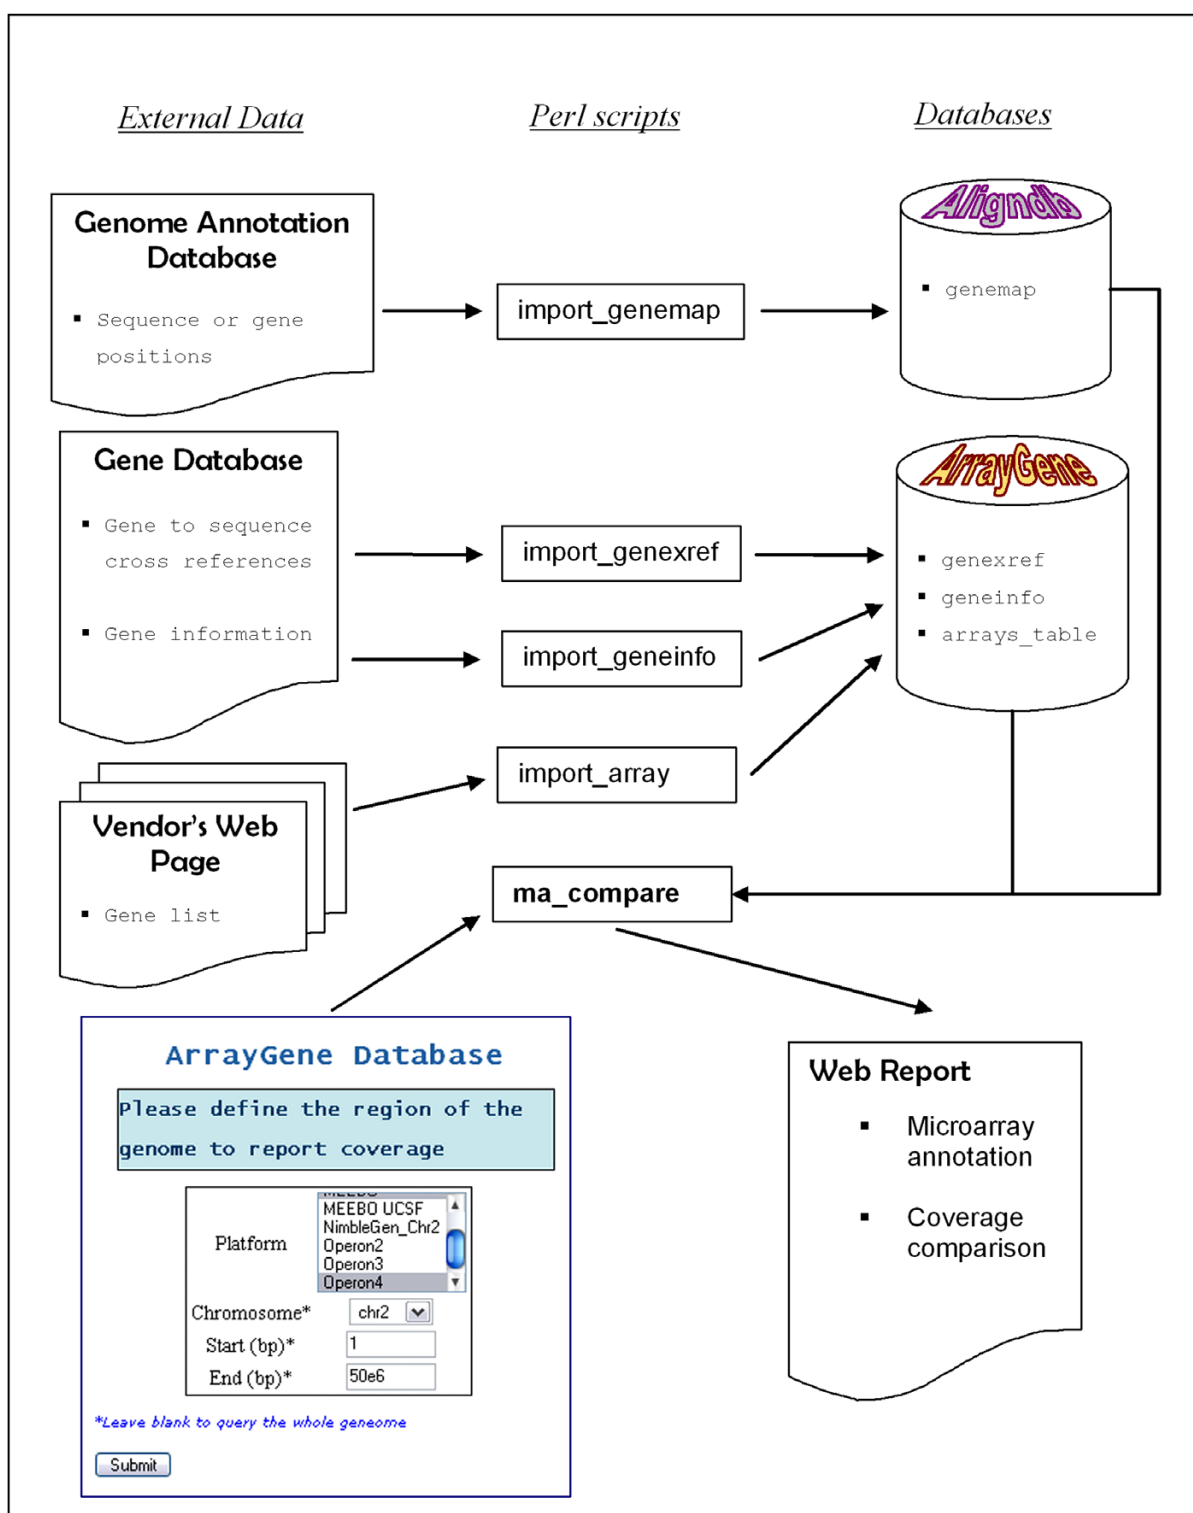 External Data
Perl scripts
Databases
Genome Annotation
Database
▪ Sequence or gene
positions
import_genemap
Aligndb
▪ genemap
Gene Database
▪ Gene to sequence
cross references
▪ Gene information
import_genexref
import_geneinfo
ArrayGene
▪ genexref
▪ geneinfo
▪ arrays_table
Vendor's Web
Page
▪ Gene list
import_array
ma_compare
ArrayGene Database
Please define the region of the
genome to report coverage
Platform
MEEBO
MEEBO UCSF
NimbleGen_Chr2
Operon2
Operon3
Operon4
Chromosome*
chr2
Start (bp)*
1
End (bp)*
50e6
*Leave blank to query the whole geneome
Submit
Web Report
▪ Microarray
annotation
▪ Coverage
comparison